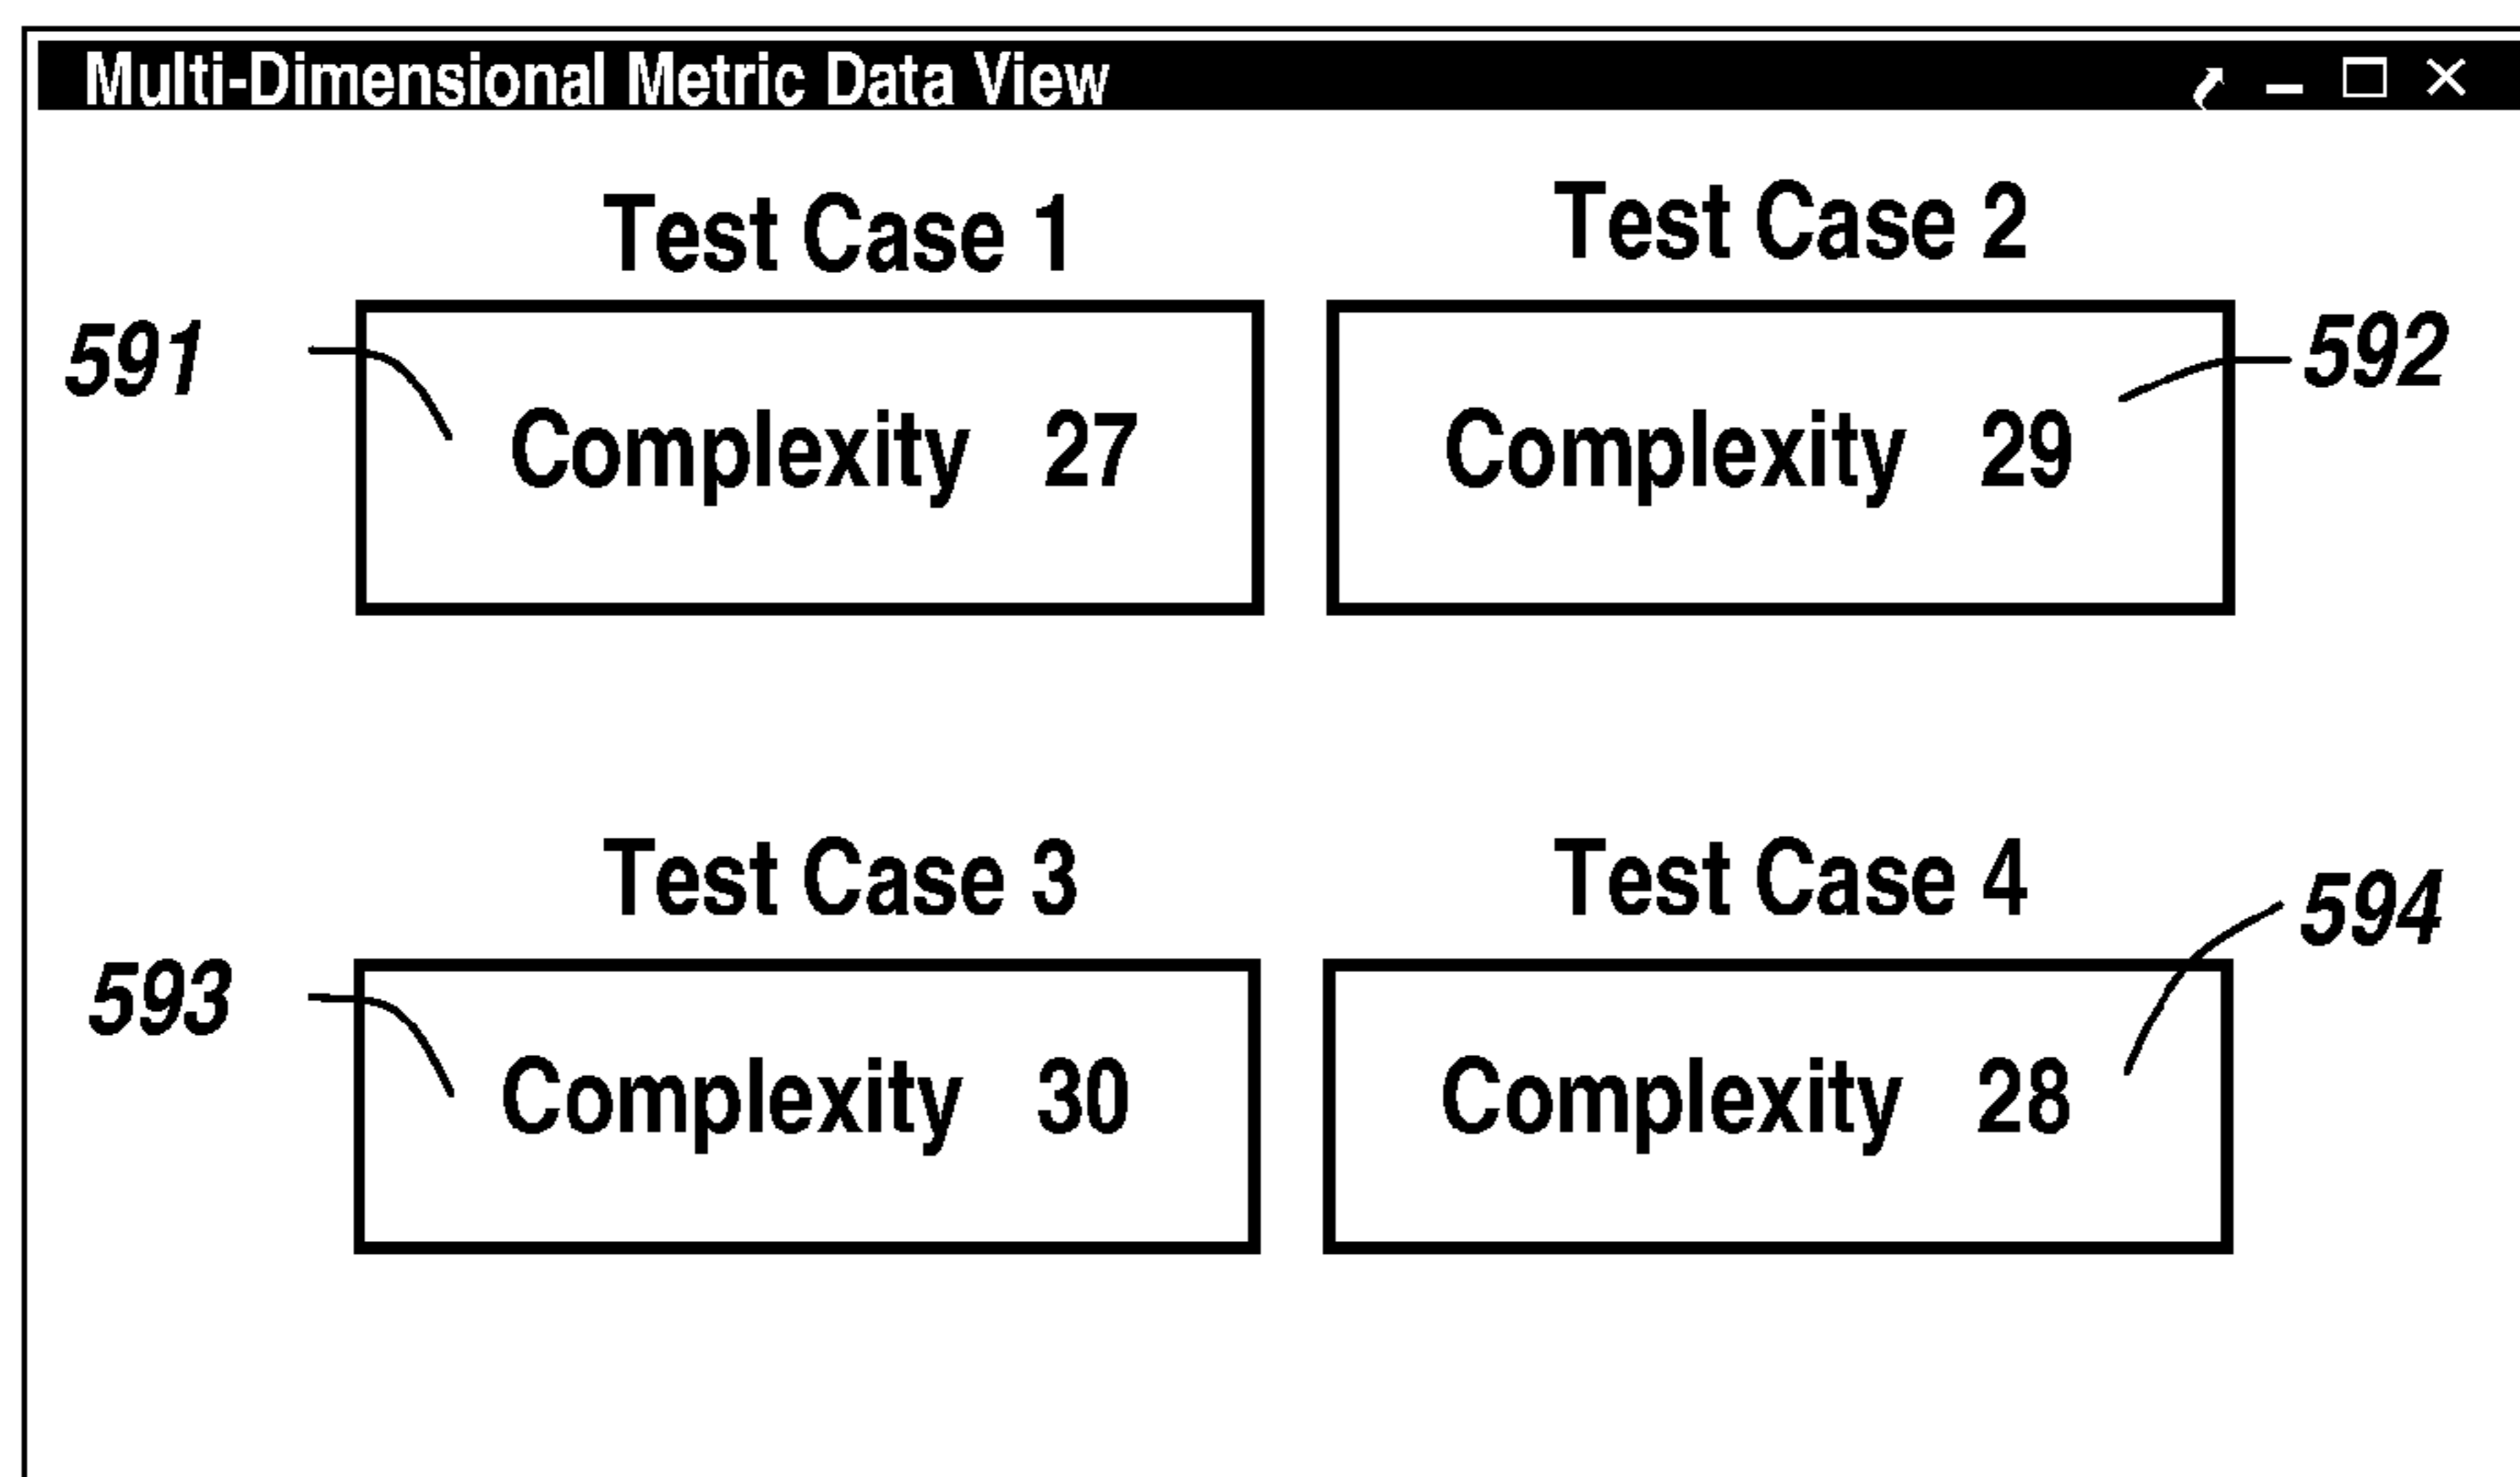 Multi-Dimensional Metric Data View
Test Case 1 Test Case 2
591 592
Complexity 27 Complexity 29
Test Case 3 Test Case 4
594
593
Complexity 30 Complexity 28